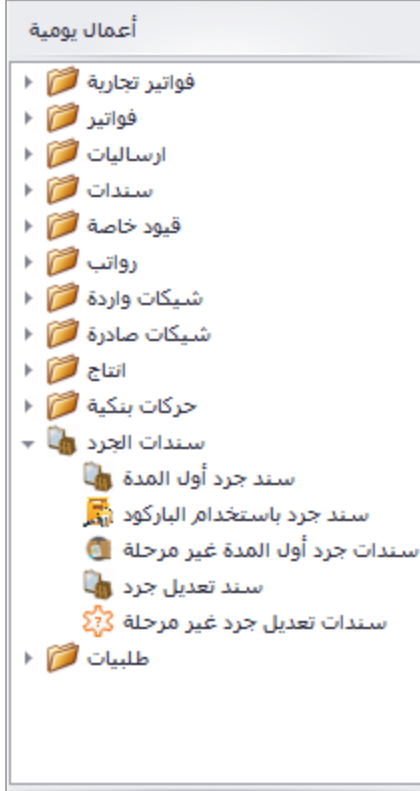 أعمال يومية
فواتير تجارية
فواتير
ارساليات
سندات
قيود خاصة
رواتب
شيكات واردة
شيكات صادرة
انتاج
حركات بنكية
سندات الجرد
سند جرد أول المدة
سند جرد باستخدام الباركود
سندات جرد أول المدة غير مرحلة
سند تعديل جرد
سندات تعديل جرد غير مرحلة
طلبيات